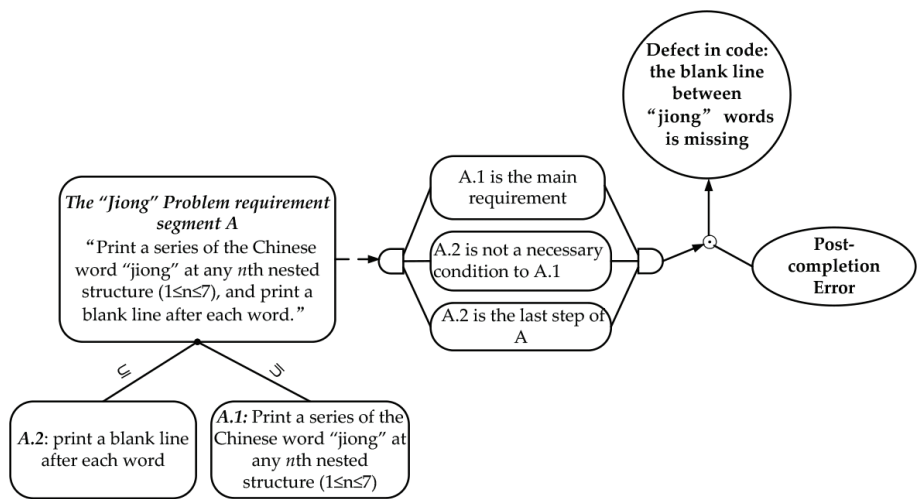 Defect in code:
the blank line
between
“jiong” words
is missing
The “Jiong” Problem requirement
segment A
“Print a series of the Chinese
word “jiong” at any nth nested
structure (1≤n≤7), and print a
blank line after each word.”
A.1 is the main
requirement
A.2 is not a necessary
condition to A.1
A.2 is the last step of
A
Post-
completion
Error
⊆
⊆
A.2: print a blank line
after each word
A.1: Print a series of the
Chinese word “jiong” at
any nth nested
structure (1≤n≤7)